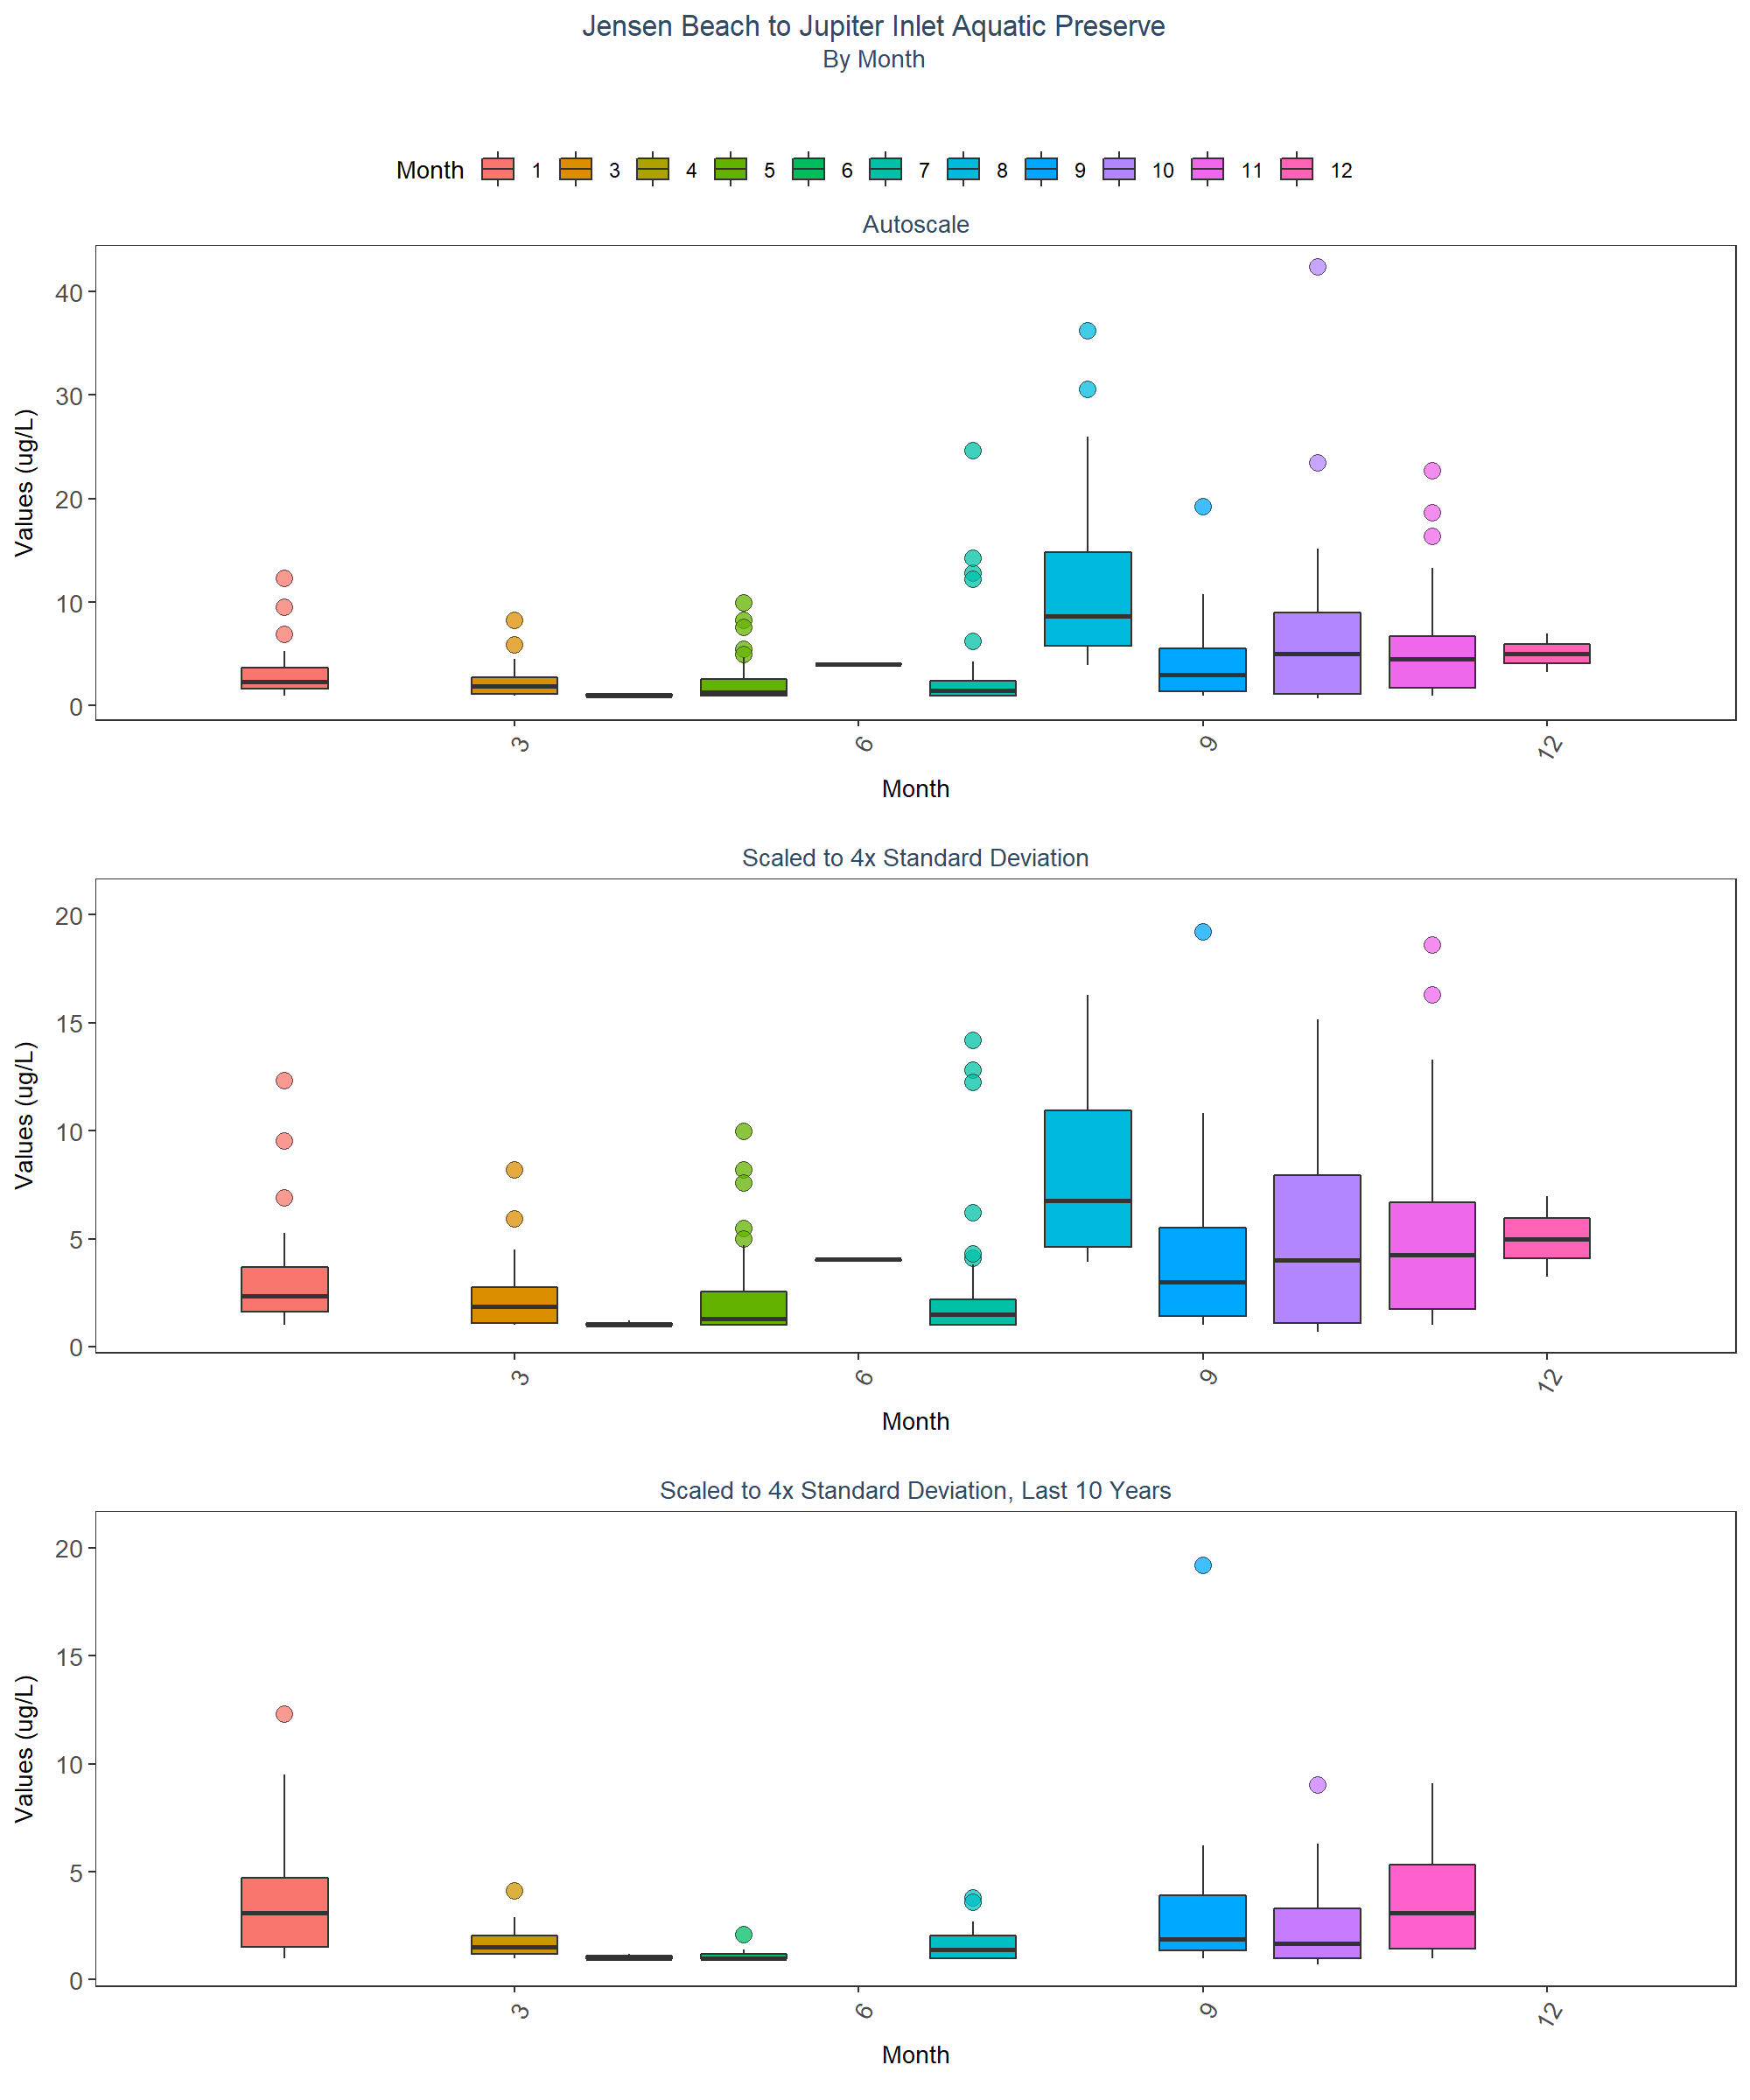 Jensen Beach to Jupiter Inlet Aquatic Preserve
By Month
Month 1 3 4 5 6 7 8 9 10 11 12
Autoscale
Values (ug/L)
40
30
20
10
0
3 6 9 12
Month
Scaled to 4x Standard Deviation
Values (ug/L)
20
15
10
5
0
3 6 9 12
Month
Scaled to 4x Standard Deviation, Last 10 Years
Values (ug/L)
20
15
10
5
0
3 6 9 12
Month